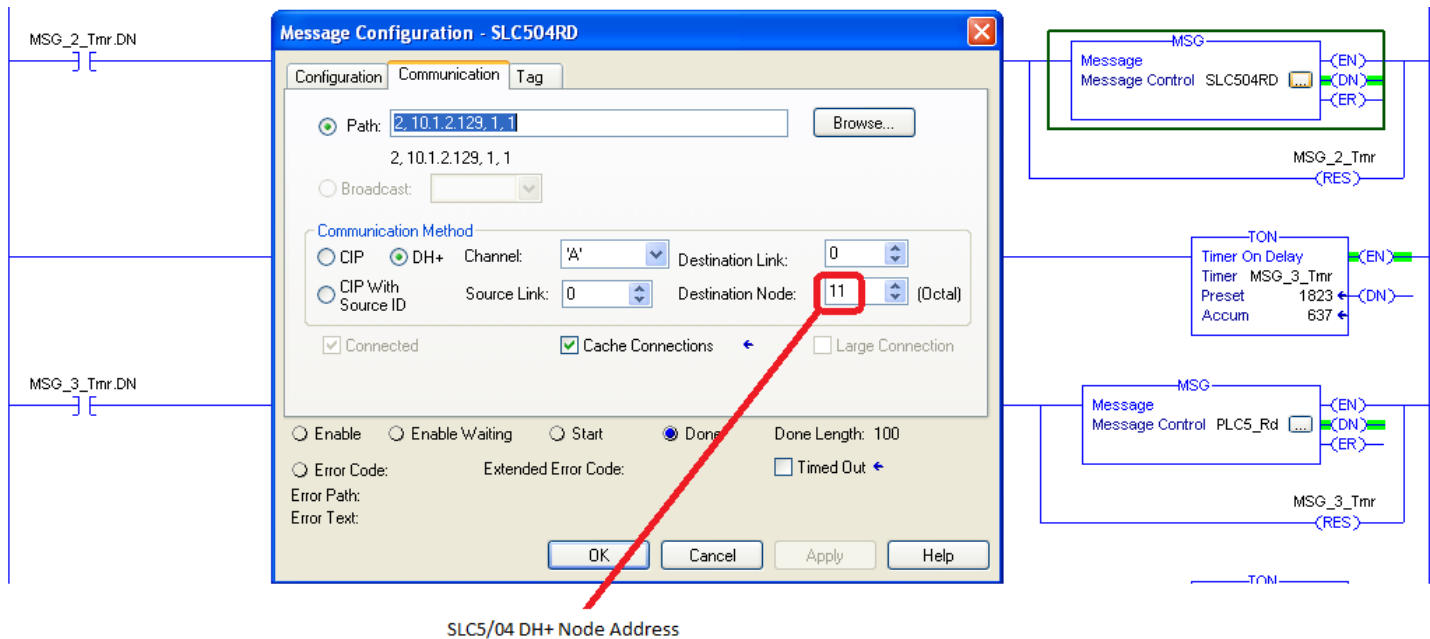 MSG_2_Tmr.DN
Message Configuration - SLC504RD
Configuration Communication Tag
Path: 2, 10.1.2.129, 1, 1 Browse...
2, 10.1.2.129, 1, 1
Broadcast:
Communication Method
CIP DH+ Channel: 'A' Destination Link: 0
CIP With Source ID Source Link: 0 Destination Node: 11 (Octal)
Connected Cache Connections Large Connection
Enable Enable Waiting Start Done Done Length: 100
Error Code: Extended Error Code: Timed Out
Error Path:
Error Text:
OK Cancel Apply Help
MSG
Message (EN)
Message Control SLC504RD ... (DN)
(ER)
MSG_2_Tmr
(RES)
TON
Timer On Delay (EN)
Timer MSG_3_Tmr
Preset 1823 (DN)
Accum 637
MSG_3_Tmr.DN
MSG
Message (EN)
Message Control PLC5_Rd ... (DN)
(ER)
MSG_3_Tmr
(RES)
TON
SLC5/04 DH+ Node Address